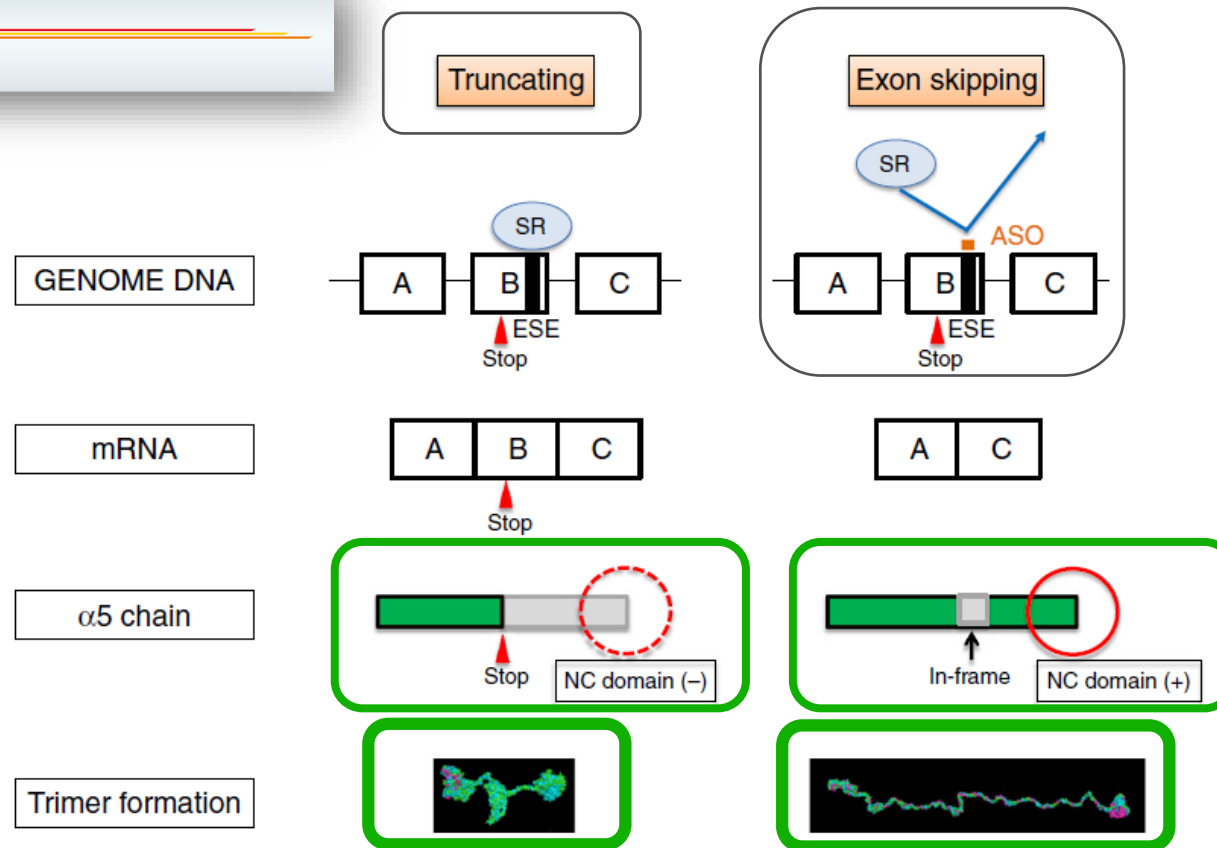 Truncating
Exon skipping
SR
SR
ASO
GENOME DNA
A
B
C
A
B
C
ESE
Stop
ESE
Stop
mRNA
A
B
C
A
C
Stop
α5 chain
Stop
NC domain (–)
In-frame
NC domain (+)
Trimer formation